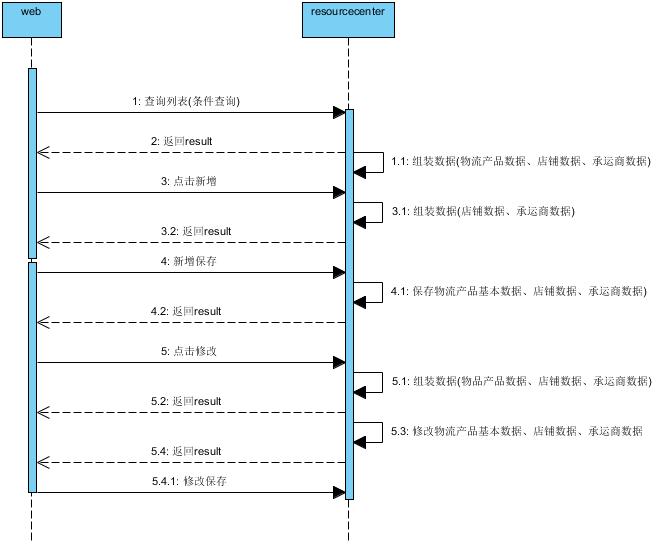 web
resourcecenter
1: 查询列表(条件查询)
2: 返回result
1.1: 组装数据(物流产品数据、店铺数据、承运商数据)
3: 点击新增
3.1: 组装数据(店铺数据、承运商数据)
3.2: 返回result
4: 新增保存
4.1: 保存物流产品基本数据、店铺数据、承运商数据)
4.2: 返回result
5: 点击修改
5.1: 组装数据(物品产品数据、店铺数据、承运商数据)
5.2: 返回result
5.3: 修改物流产品基本数据、店铺数据、承运商数据
5.4: 返回result
5.4.1: 修改保存